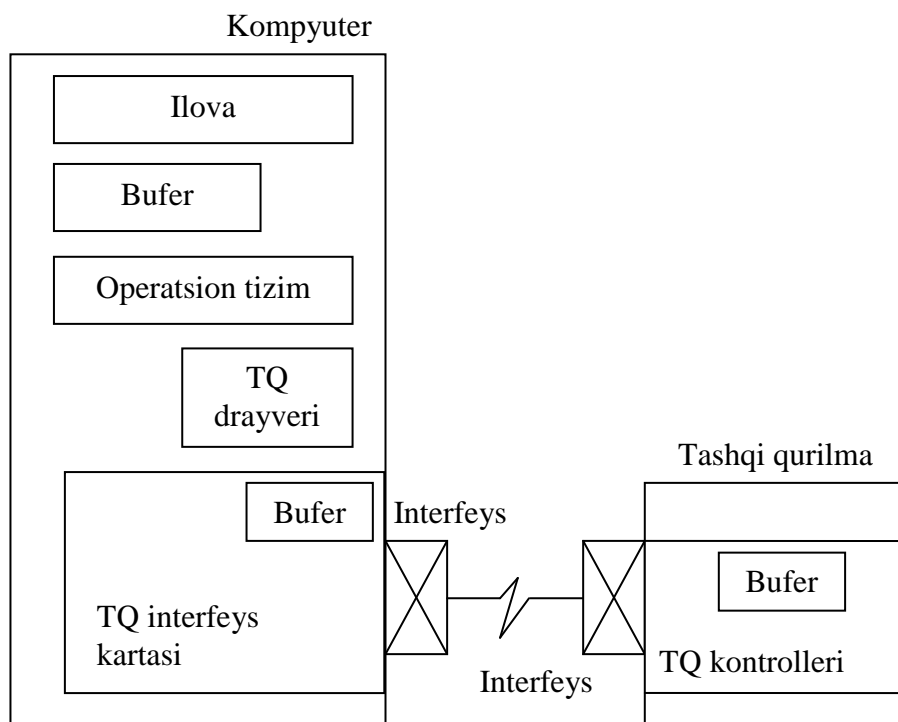 Kompyuter
Ilova
Bufer
Operatsion tizim
TQ
drayveri
Tashqi qurilma
Bufer
Interfeys
Bufer
TQ interfeys
kartasi
TQ kontrolleri
Interfeys